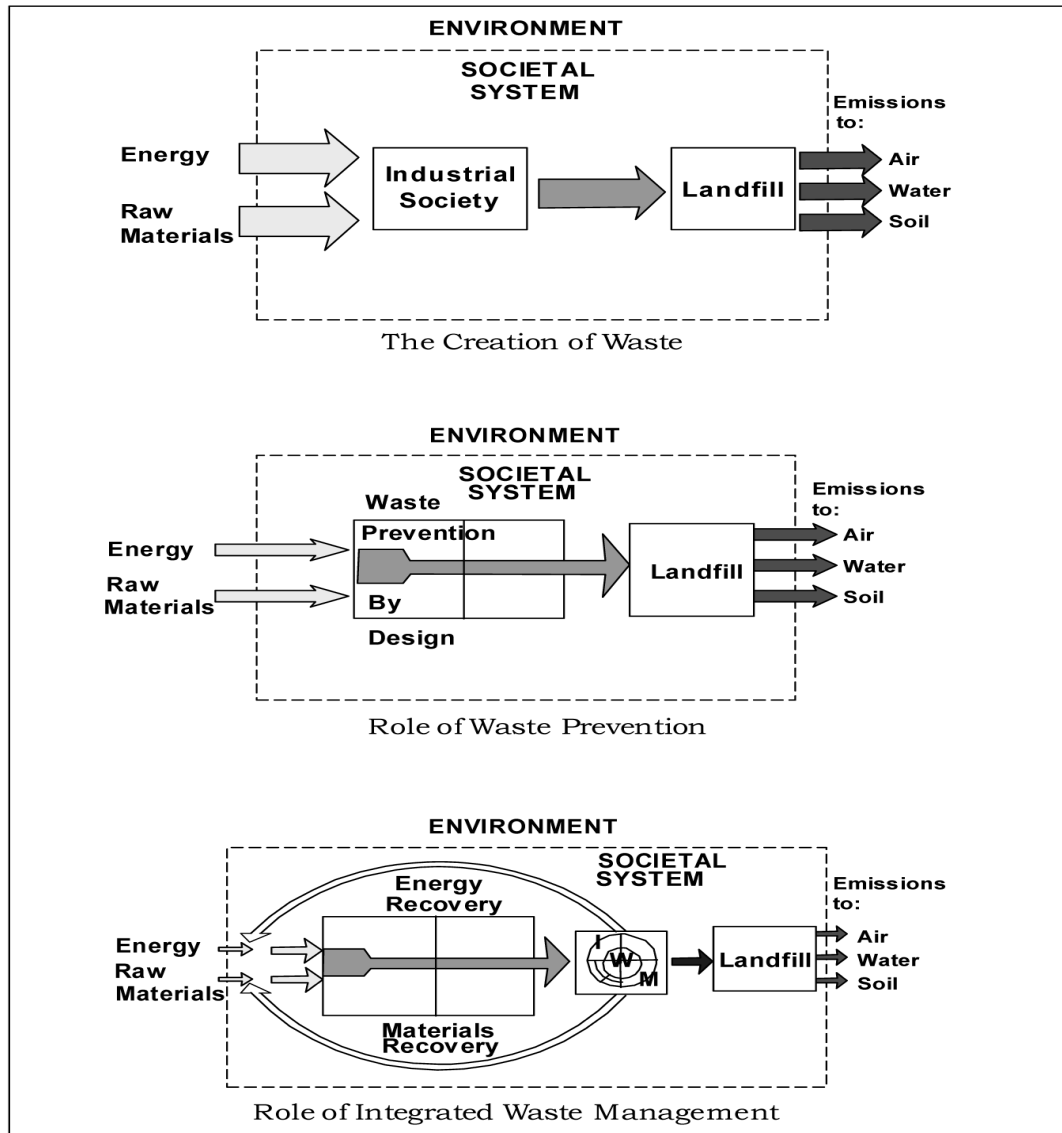 ENVIRONMENT
SOCIETAL
SYSTEM
Emissions
to:
Energy
Raw
Materials
Industrial
Society
Landfill
Air
Water
Soil
The Creation of Waste
ENVIRONMENT
SOCIETAL
SYSTEM
Emissions
to:
Waste
Prevention
By
Design
Energy
Raw
Materials
Landfill
Air
Water
Soil
Role of Waste Prevention
ENVIRONMENT
SOCIETAL
SYSTEM
Emissions
to:
Energy
Recovery
Energy
Raw
Materials
I
W
M
Landfill
Air
Water
Soil
Materials
Recovery
Role of Integrated Waste Management